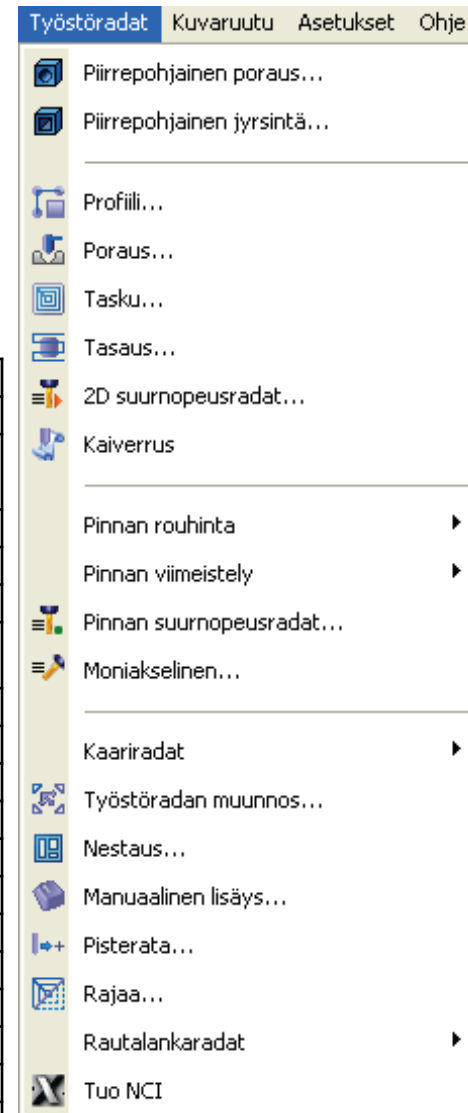 Työstöradat Kuvaruutu Asetukset Ohje
Piirrepohjainen poraus...
Piirrepohjainen jyrsintä...
Profiili...
Poraus...
Tasku...
Tasaus...
2D suurnopeusradat...
Kaiverrus
Pinnan rouhinta
Pinnan viimeistely
Pinnan suurnopeusradat...
Moniakselinen...
Kaariradat
Työstöradan muunnos...
Nestaus...
Manuaalinen lisäys...
Pisterata...
Rajaa...
Rautalankaradat
Tuo NCI